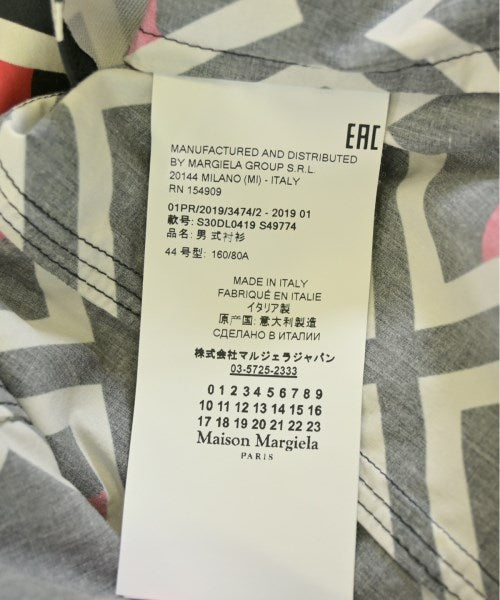 EAC
MANUFACTURED AND DISTRIBUTED
BY MARGIELA GROUP S.R.L.
20144 MILANO (MI) - ITALY
RN 154909
01PR/2019/3474/2 - 2019 01
款号: S30DL0419 S49774
品名: 男式衬衫
44 号型: 160/80A
MADE IN ITALY
FABRIQUÉ EN ITALIE
イタリア製
原产国: 意大利製造
СДЕЛАНО В ИТАЛИИ
株式会社マルジェラジャパン
03-5725-2333
0 1 2 3 4 5 6 7 8 9
10 11 12 13 14 15 16
17 18 19 20 21 22 23
Maison Margiela
PARIS